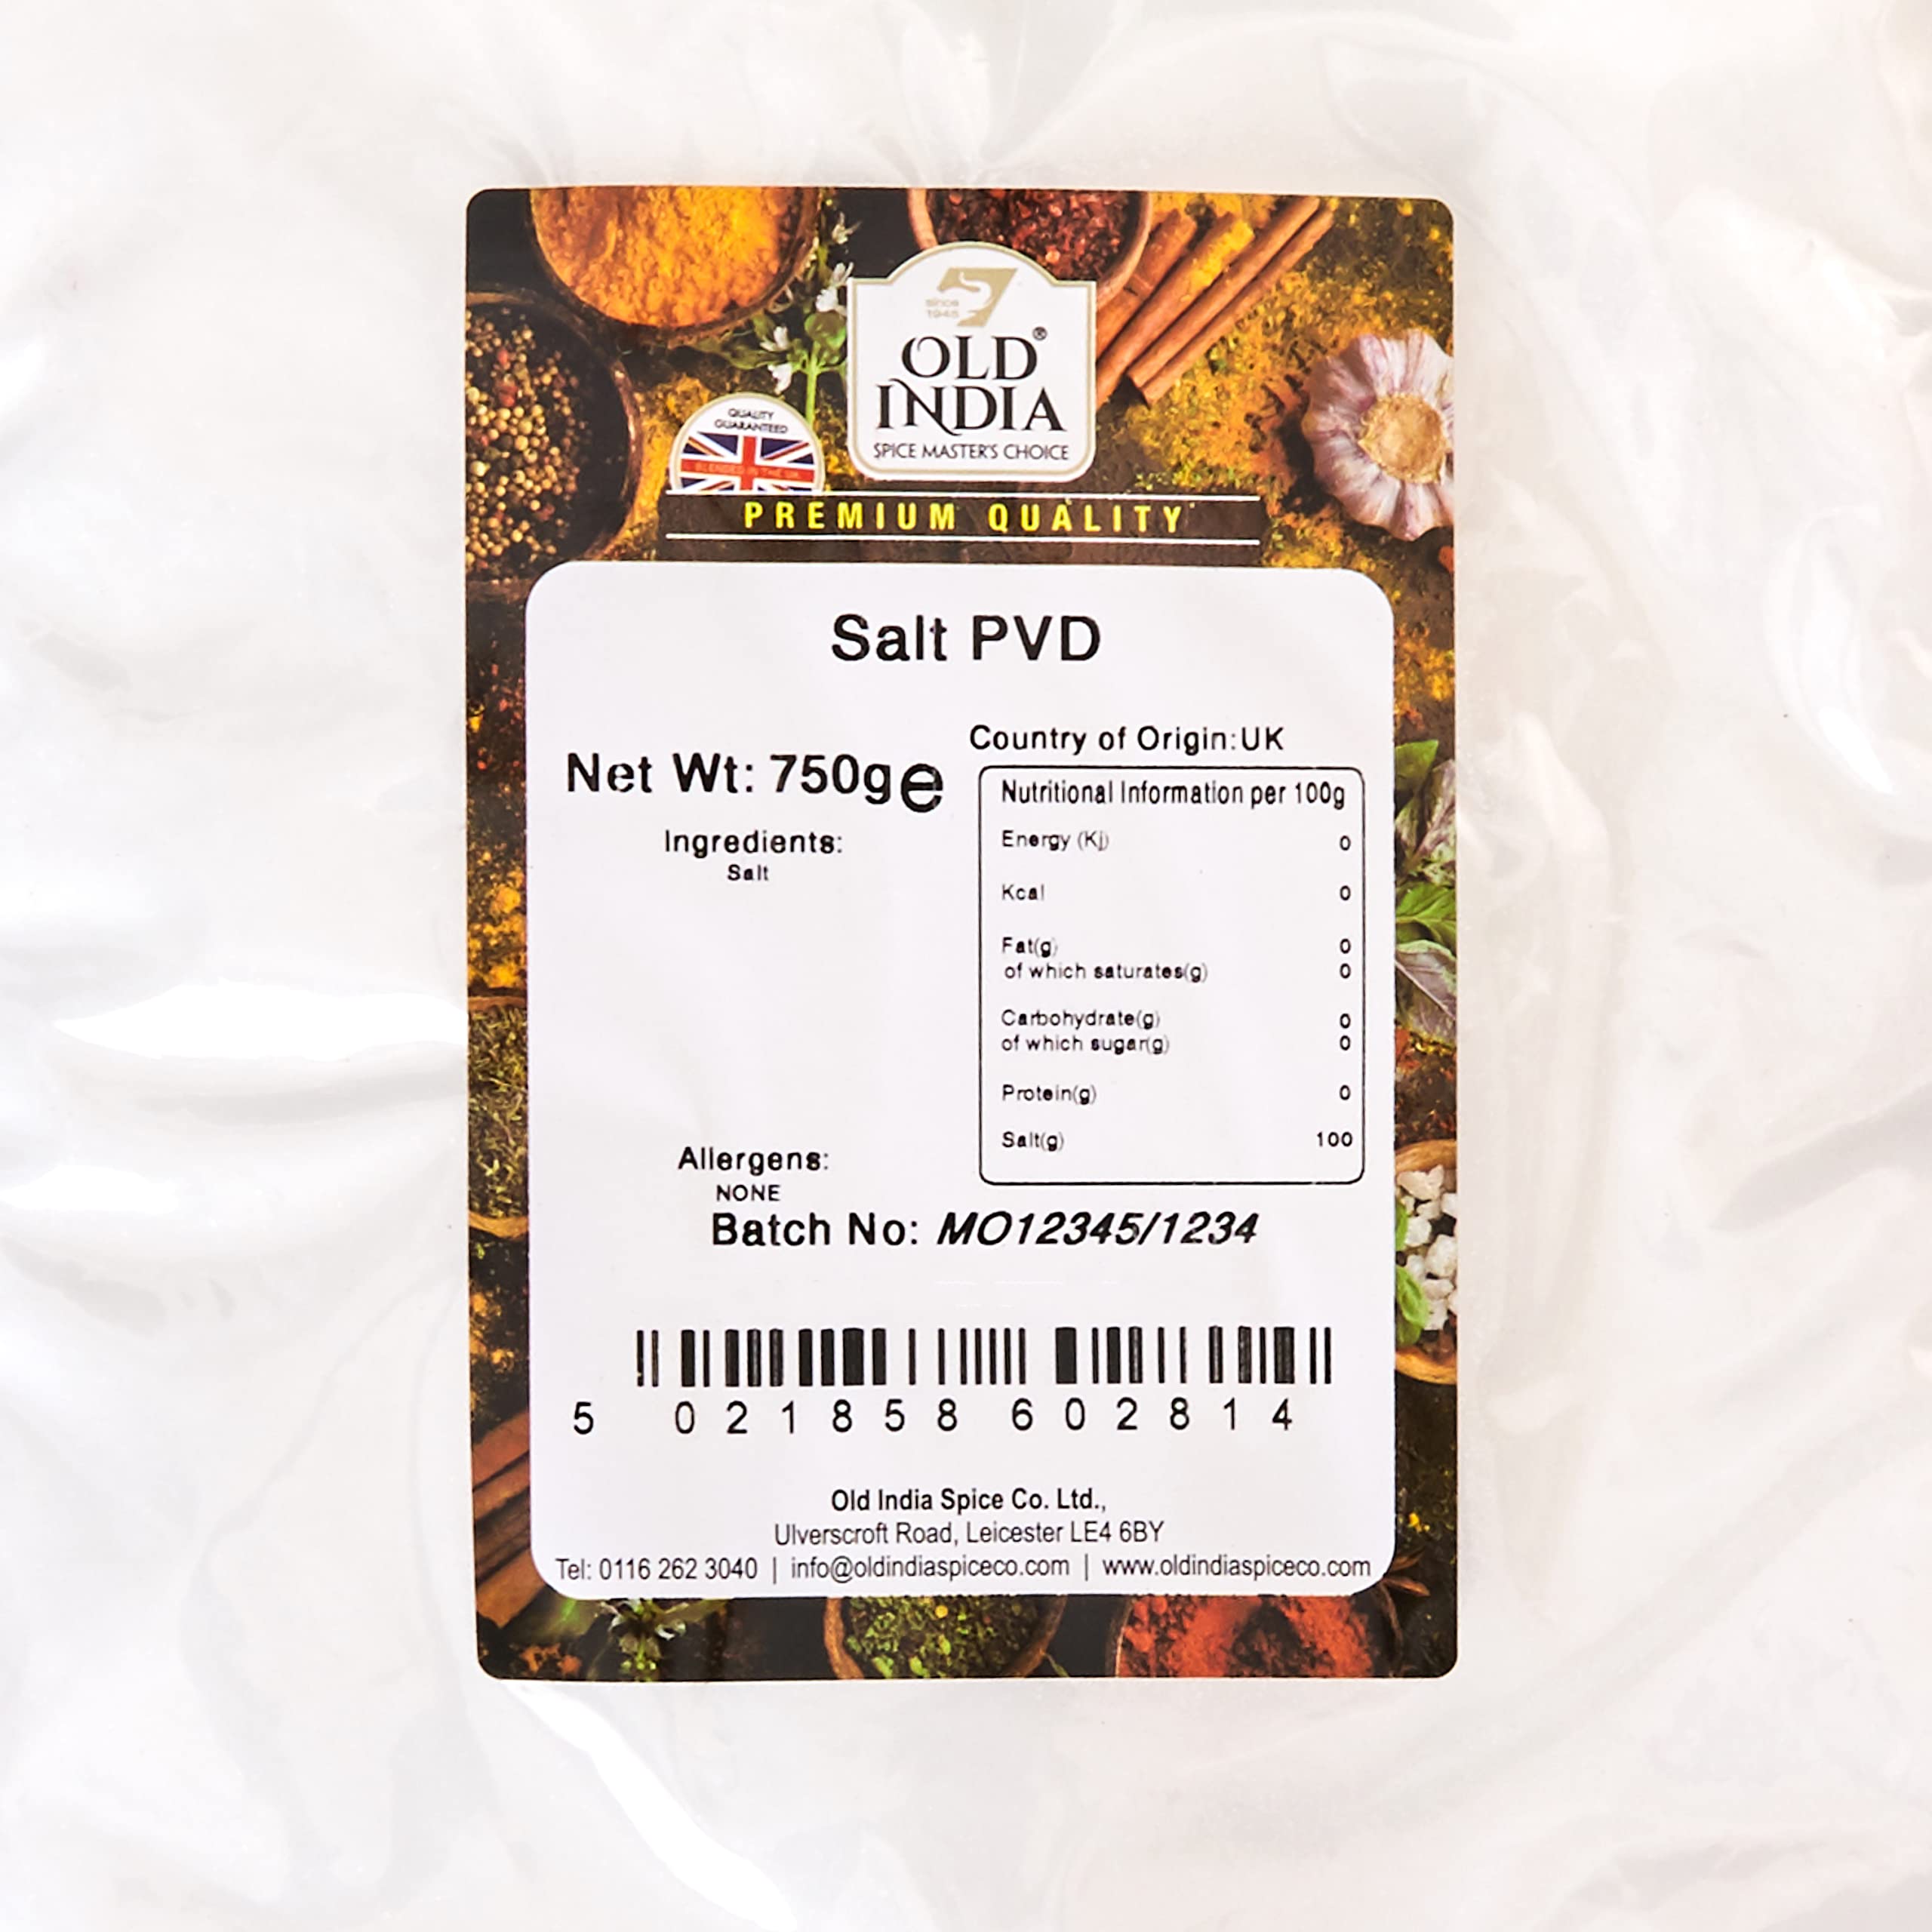 since
1948
OLD®
INDIA
SPICE MASTER'S CHOICE
QUALITY
GUARANTEED
BLENDED IN THE UK
PREMIUM QUALITY
Salt PVD
Net Wt: 750g e
Country of Origin:UK
Ingredients:
Salt
Nutritional Information per 100g
Energy (Kj) 0
Kcal 0
Fat(g) 0
of which saturates(g) 0
Carbohydrate(g) 0
of which sugar(g) 0
Protein(g) 0
Salt(g) 100
Allergens:
NONE
Batch No: MO12345/1234
5 021858 602814
Old India Spice Co. Ltd.,
Ulverscroft Road, Leicester LE4 6BY
Tel: 0116 262 3040 | info@oldindiaspiceco.com | www.oldindiaspiceco.com